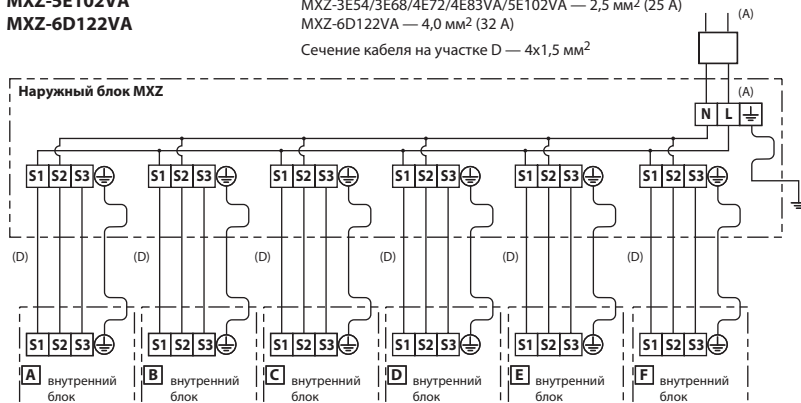 MXZ-5E102VA
MXZ-3E54/3E68/4E72/4E83VA/5E102VA — 2,5 мм² (25 А)
MXZ-6D122VA
MXZ-6D122VA — 4,0 мм² (32 А)
(A)
Сечение кабеля на участке D — 4x1,5 мм²
Наружный блок MXZ
(A)
N L
S1 S2 S3 S1 S2 S3 S1 S2 S3 S1 S2 S3 S1 S2 S3 S1 S2 S3
(D) (D) (D) (D) (D) (D)
S1 S2 S3 S1 S2 S3 S1 S2 S3 S1 S2 S3 S1 S2 S3 S1 S2 S3
A внутренний блок
B внутренний блок
C внутренний блок
D внутренний блок
E внутренний блок
F внутренний блок